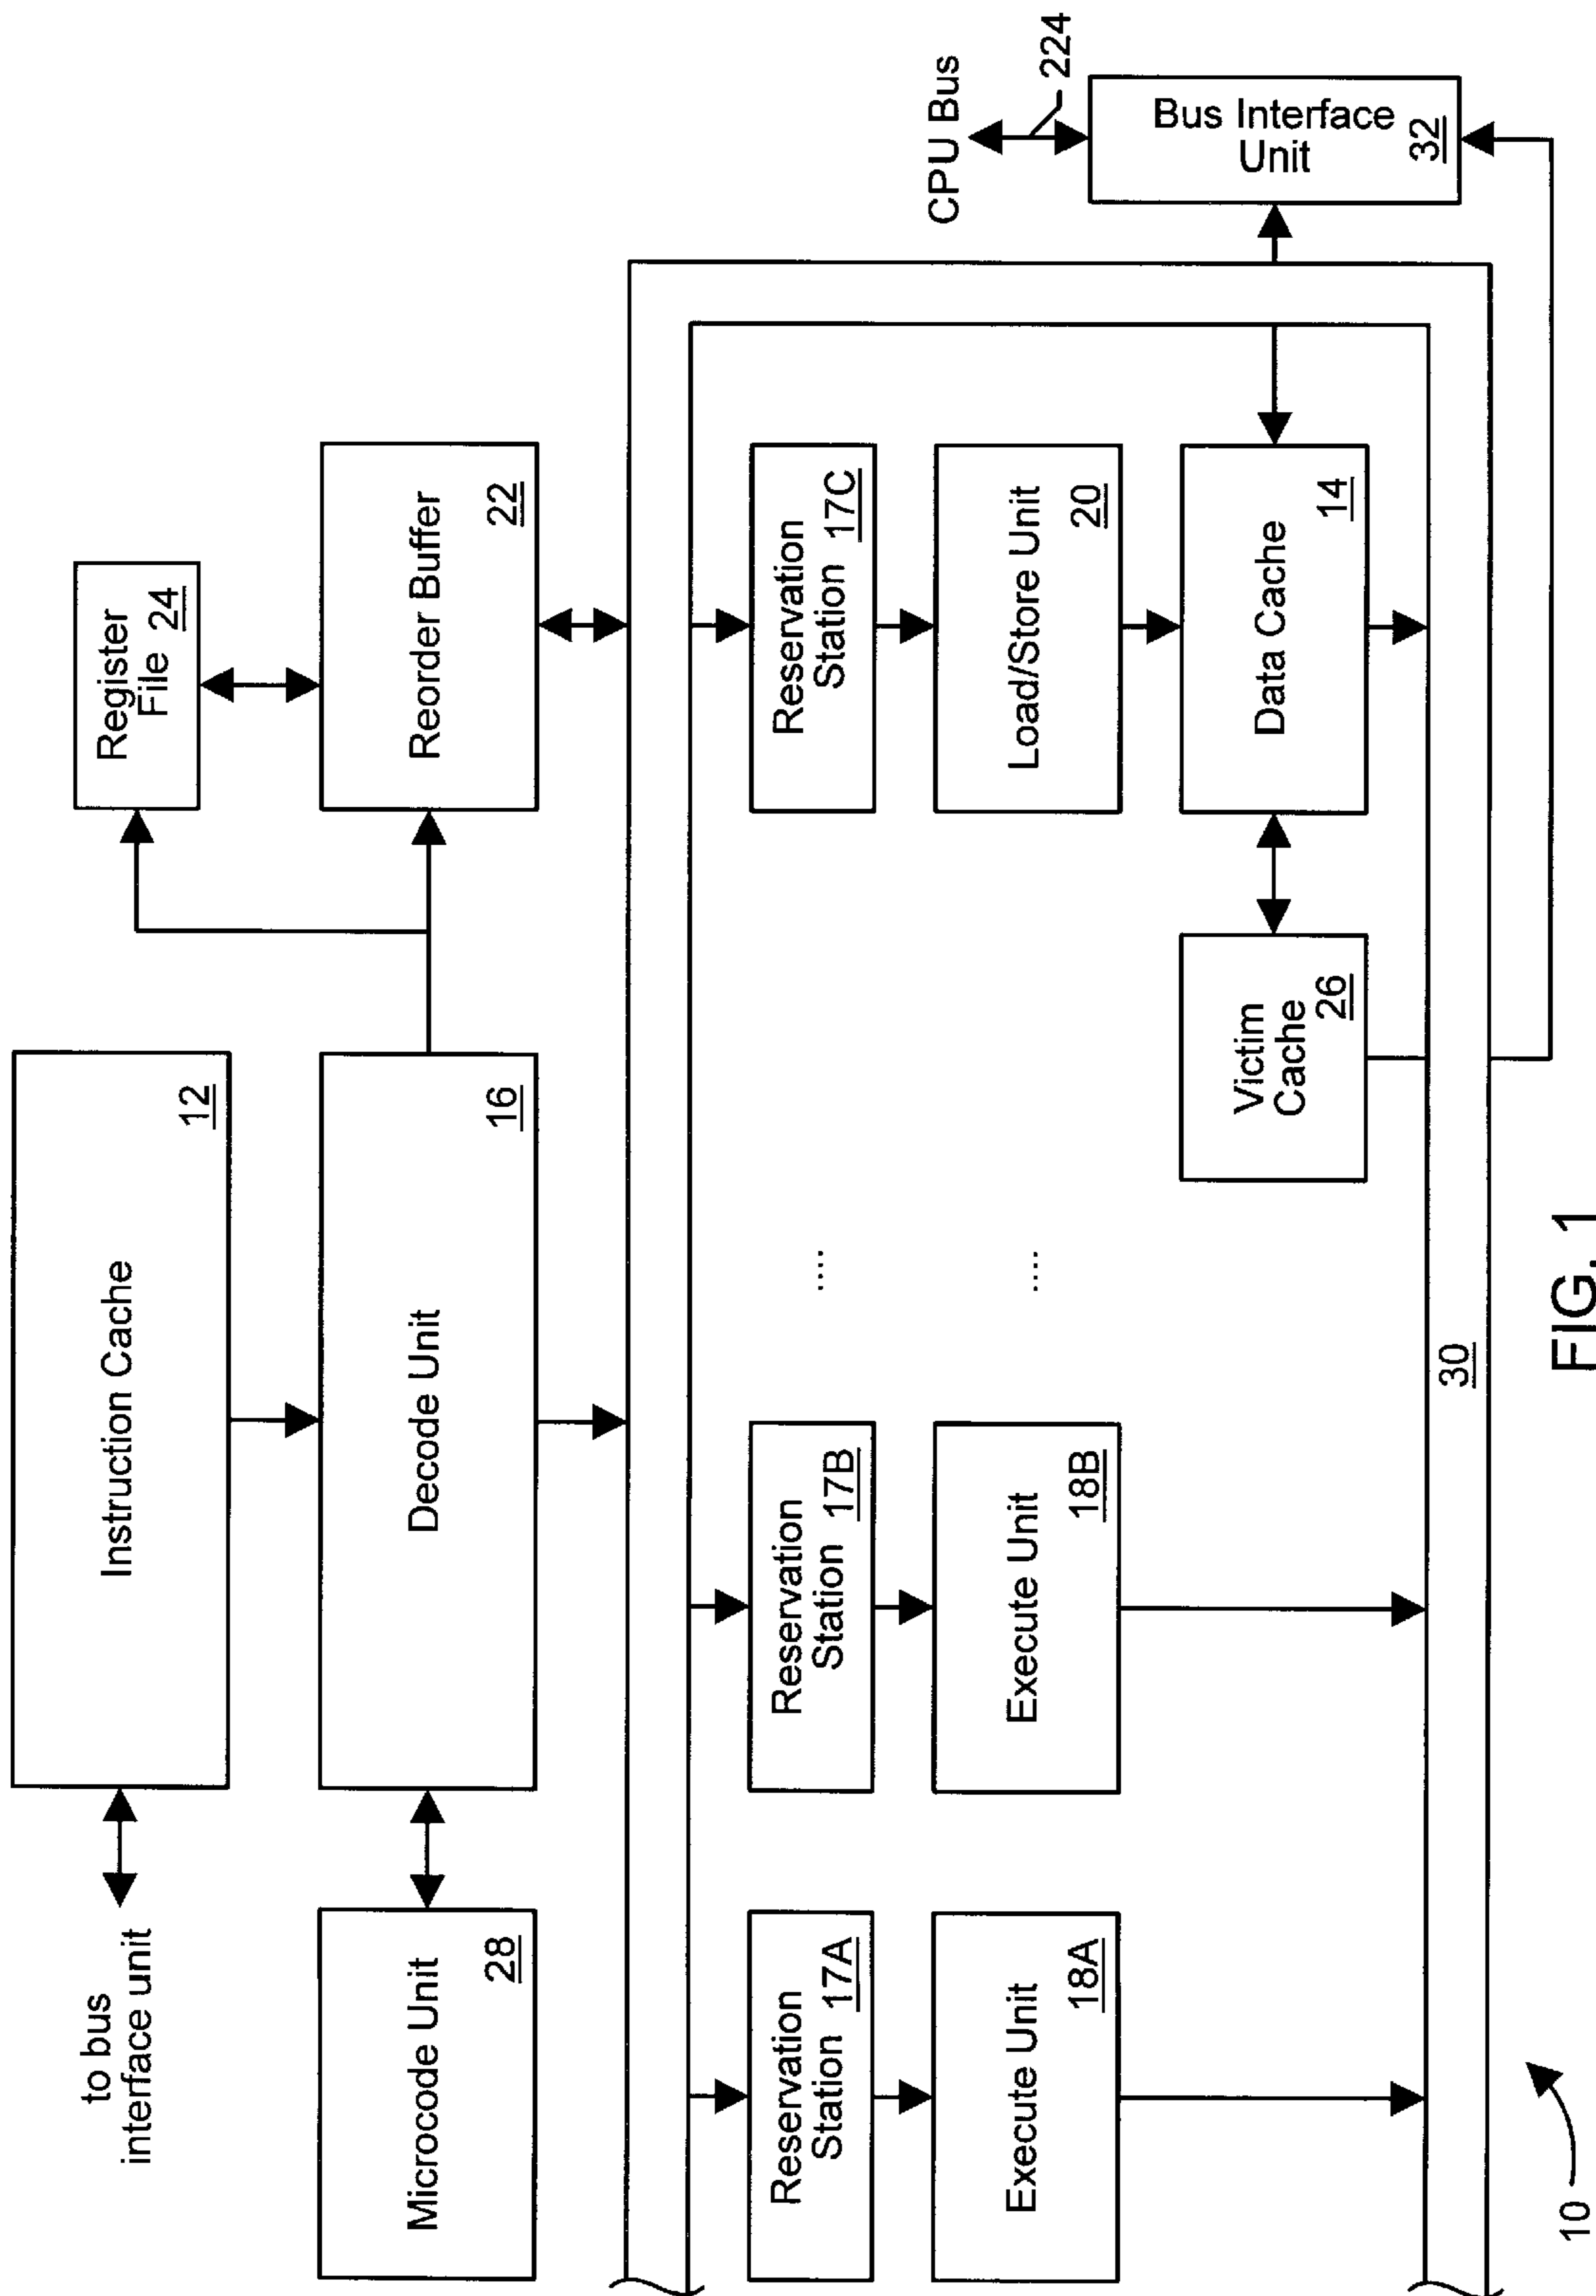 to bus
interface unit
Instruction Cache
12
Register
File 24
Microcode Unit
28
Decode Unit
16
Reorder Buffer
22
CPU Bus
224
Reservation
Station 17A
Reservation
Station 17B
....
Reservation
Station 17C
Execute Unit
18A
Execute Unit
18B
....
Load/Store Unit
20
Bus Interface
Unit
32
Victim
Cache
26
Data Cache
14
30
10
FIG. 1